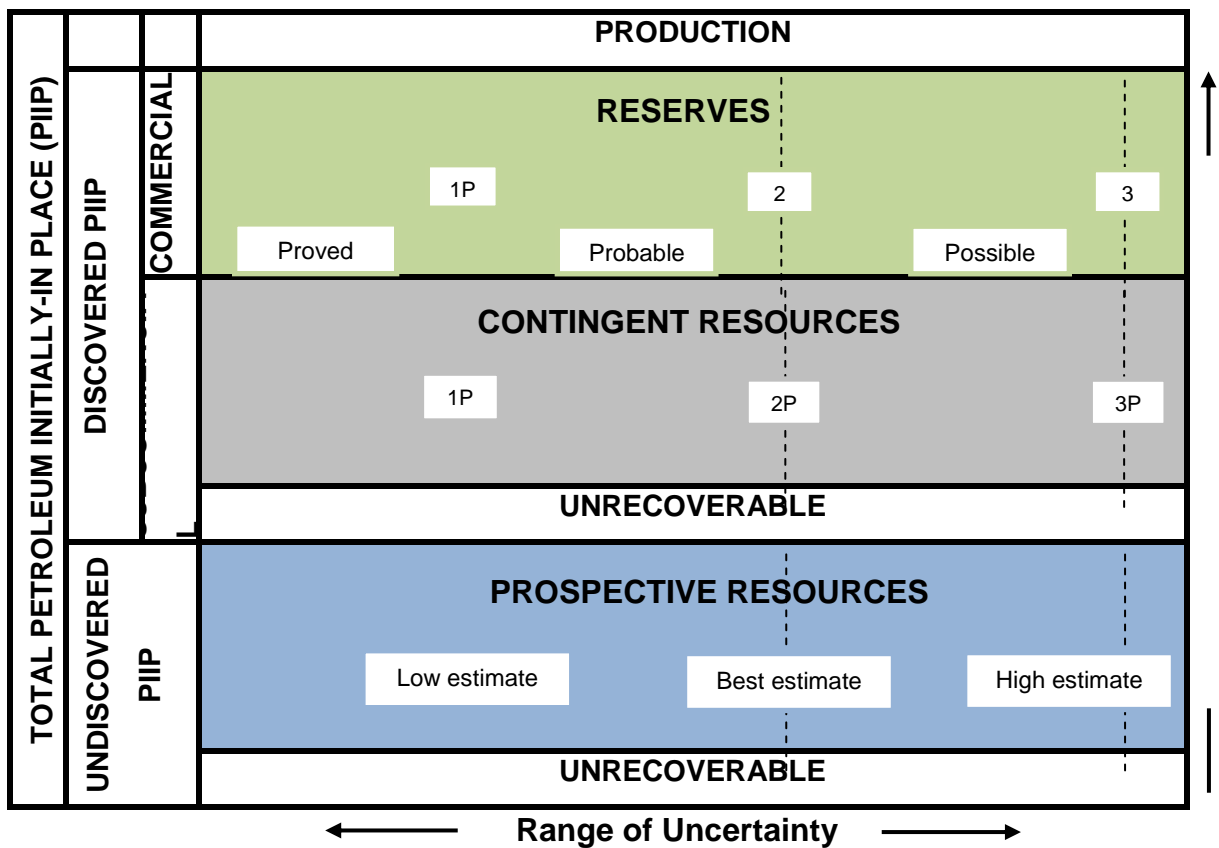 TOTAL PETROLEUM INITIALLY-IN PLACE (PIIP)
DISCOVERED PIIP
COMMERCIAL
PRODUCTION
RESERVES
1P
2
3
Proved
Probable
Possible
CONTINGENT RESOURCES
1P
2P
3P
UNRECOVERABLE
UNDISCOVERED
PIIP
PROSPECTIVE RESOURCES
Low estimate
Best estimate
High estimate
UNRECOVERABLE
Range of Uncertainty